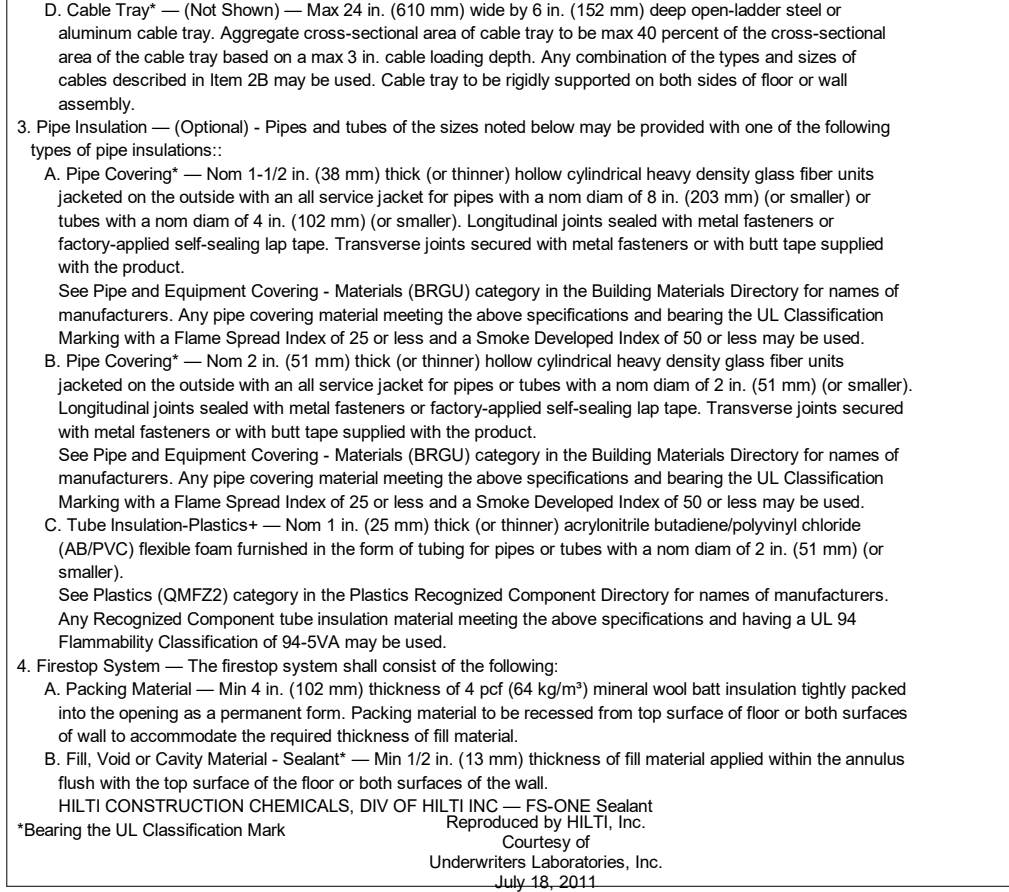 D. Cable Tray* — (Not Shown) — Max 24 in. (610 mm) wide by 6 in. (152 mm) deep open-ladder steel or
aluminum cable tray. Aggregate cross-sectional area of cable tray to be max 40 percent of the cross-sectional
area of the cable tray based on a max 3 in. cable loading depth. Any combination of the types and sizes of
cables described in Item 2B may be used. Cable tray to be rigidly supported on both sides of floor or wall
assembly.
3. Pipe Insulation — (Optional) - Pipes and tubes of the sizes noted below may be provided with one of the following
types of pipe insulations::
A. Pipe Covering* — Nom 1-1/2 in. (38 mm) thick (or thinner) hollow cylindrical heavy density glass fiber units
jacketed on the outside with an all service jacket for pipes with a nom diam of 8 in. (203 mm) (or smaller) or
tubes with a nom diam of 4 in. (102 mm) (or smaller). Longitudinal joints sealed with metal fasteners or
factory-applied self-sealing lap tape. Transverse joints secured with metal fasteners or with butt tape supplied
with the product.
See Pipe and Equipment Covering - Materials (BRGU) category in the Building Materials Directory for names of
manufacturers. Any pipe covering material meeting the above specifications and bearing the UL Classification
Marking with a Flame Spread Index of 25 or less and a Smoke Developed Index of 50 or less may be used.
B. Pipe Covering* — Nom 2 in. (51 mm) thick (or thinner) hollow cylindrical heavy density glass fiber units
jacketed on the outside with an all service jacket for pipes or tubes with a nom diam of 2 in. (51 mm) (or smaller).
Longitudinal joints sealed with metal fasteners or factory-applied self-sealing lap tape. Transverse joints secured
with metal fasteners or with butt tape supplied with the product.
See Pipe and Equipment Covering - Materials (BRGU) category in the Building Materials Directory for names of
manufacturers. Any pipe covering material meeting the above specifications and bearing the UL Classification
Marking with a Flame Spread Index of 25 or less and a Smoke Developed Index of 50 or less may be used.
C. Tube Insulation-Plastics+ — Nom 1 in. (25 mm) thick (or thinner) acrylonitrile butadiene/polyvinyl chloride
(AB/PVC) flexible foam furnished in the form of tubing for pipes or tubes with a nom diam of 2 in. (51 mm) (or
smaller).
See Plastics (QMFZ2) category in the Plastics Recognized Component Directory for names of manufacturers.
Any Recognized Component tube insulation material meeting the above specifications and having a UL 94
Flammability Classification of 94-5VA may be used.
4. Firestop System — The firestop system shall consist of the following:
A. Packing Material — Min 4 in. (102 mm) thickness of 4 pcf (64 kg/m³) mineral wool batt insulation tightly packed
into the opening as a permanent form. Packing material to be recessed from top surface of floor or both surfaces
of wall to accommodate the required thickness of fill material.
B. Fill, Void or Cavity Material - Sealant* — Min 1/2 in. (13 mm) thickness of fill material applied within the annulus
flush with the top surface of the floor or both surfaces of the wall.
HILTI CONSTRUCTION CHEMICALS, DIV OF HILTI INC — FS-ONE Sealant
*Bearing the UL Classification Mark
Reproduced by HILTI, Inc.
Courtesy of
Underwriters Laboratories, Inc.
July 18, 2011